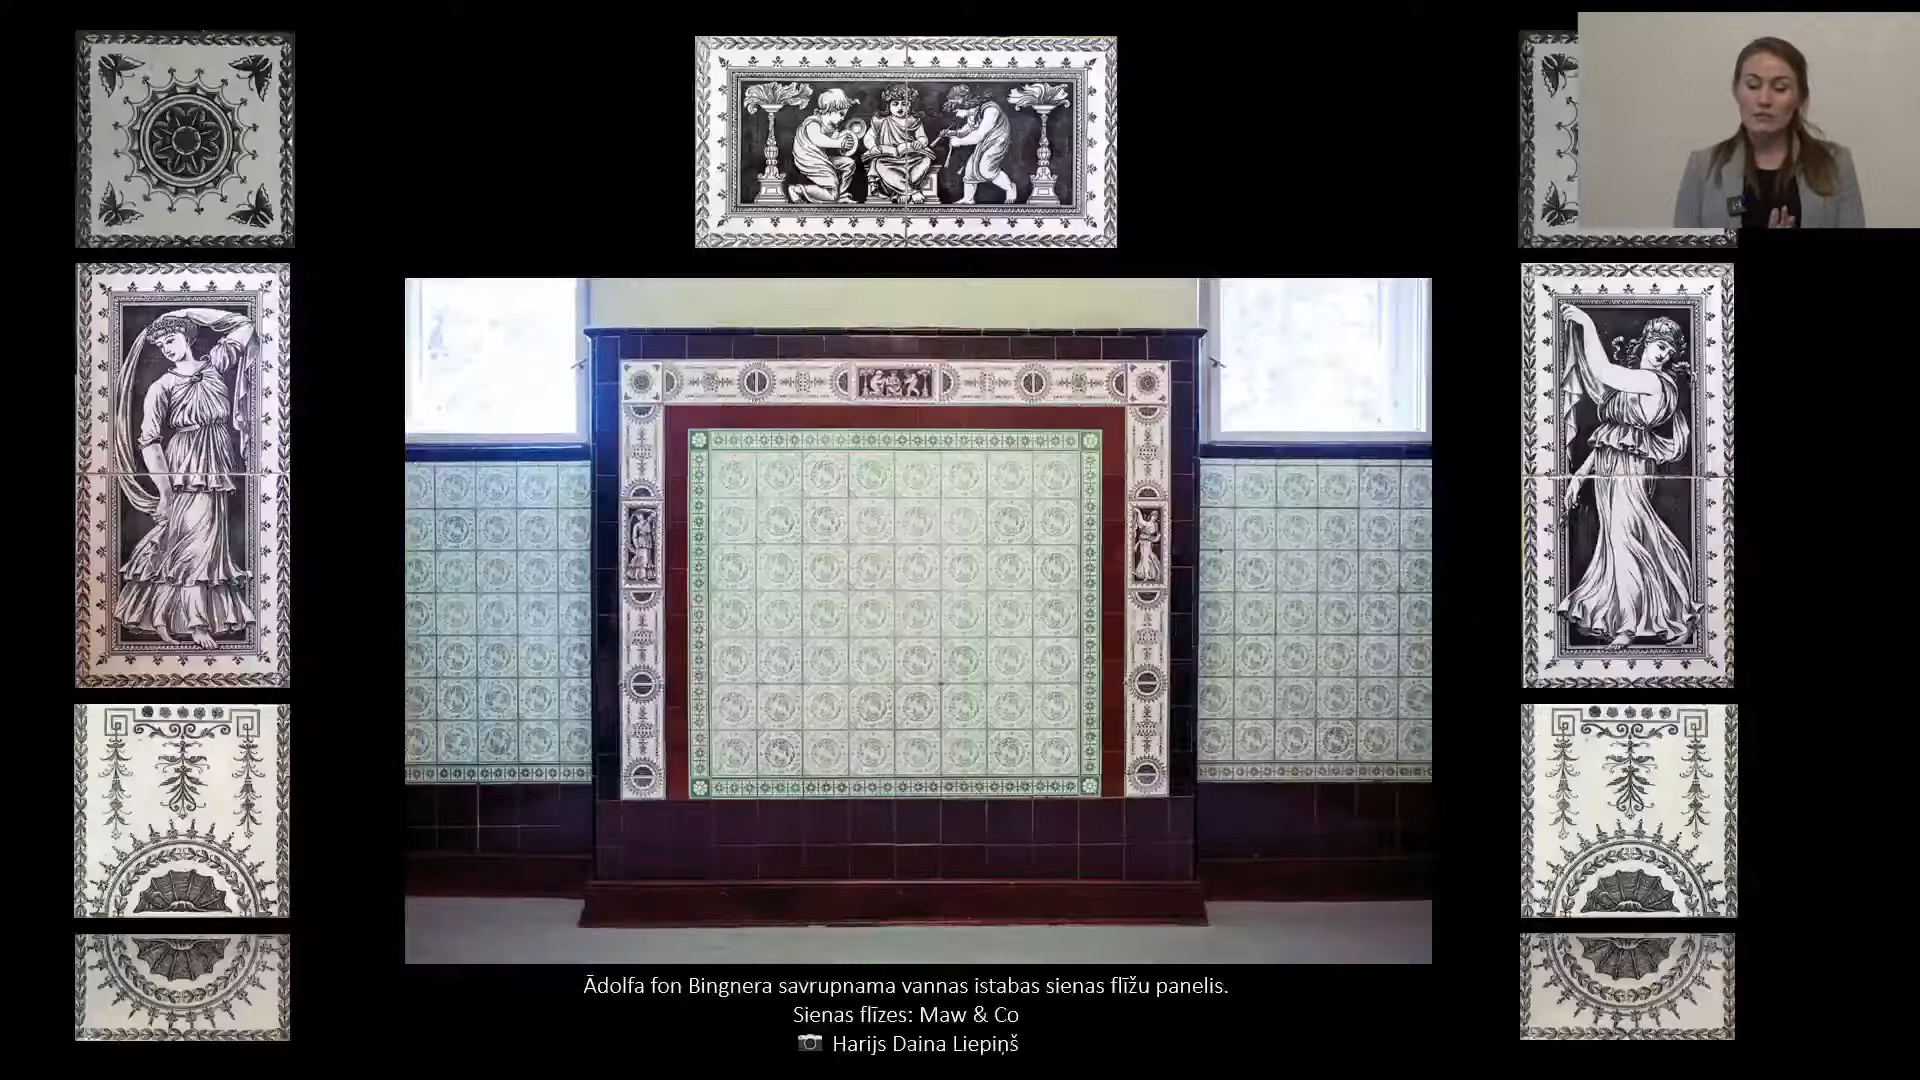 Ādolfa fon Bingnera savrupnama vannas istabas sienas flīžu panelis.
Sienas flīzes: Maw & Co
Harijs Daina Liepiņš